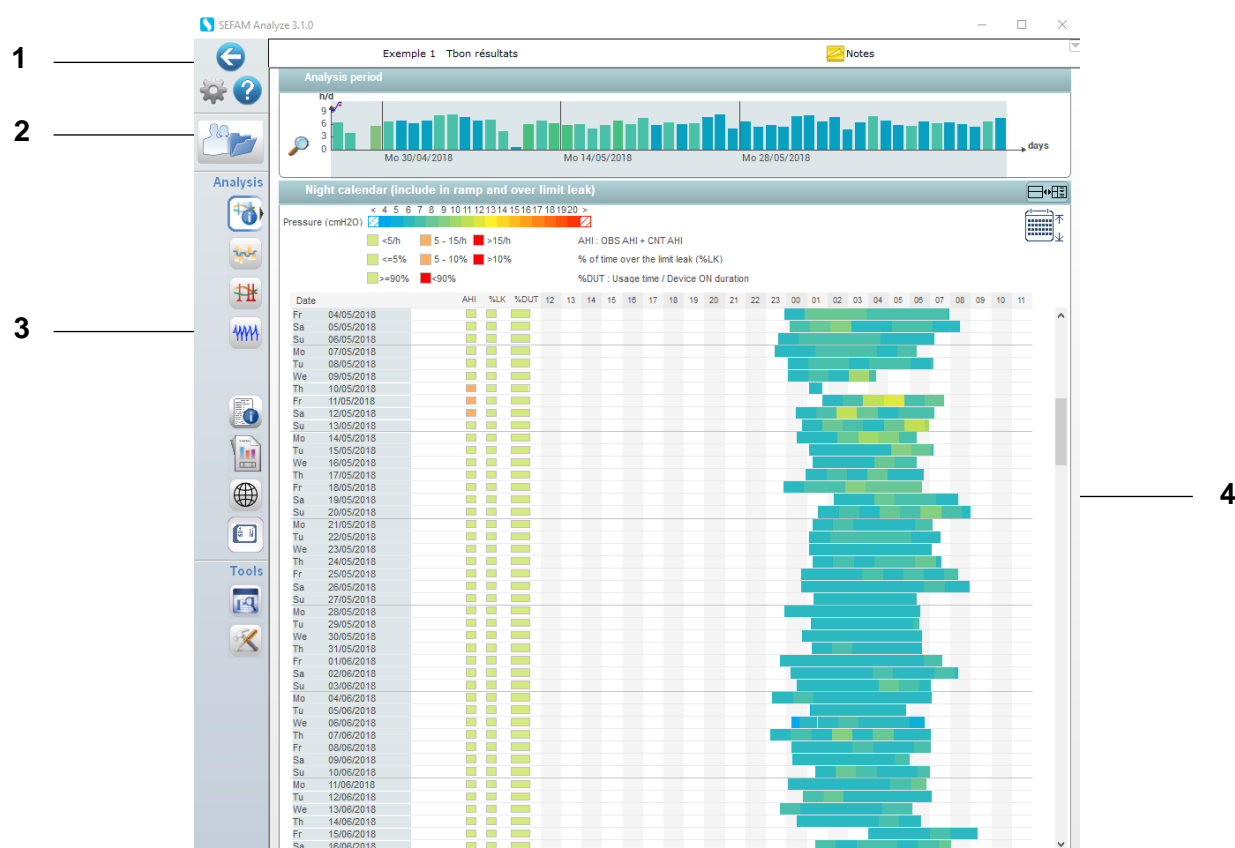 SEFAM Analyze 3.1.0
1
Exemple 1 Tbon résultats
Notes
Analysis period
2
h/d
9
6
3
0
days
Mo 30/04/2018 Mo 14/05/2018 Mo 28/05/2018
Analysis
Night calendar (include in ramp and over limit leak)
< 4 5 6 7 8 9 10 11 12 13 14 15 16 17 18 19 20 >
Pressure (cmH2O)
<5/h 5 - 15/h >15/h AHI : OBS AHI + CNT AHI
<=5% 5 - 10% >10% % of time over the limit leak (%LK)
>=90% <90% %DUT : Usage time / Device ON duration
Date AHI %LK %DUT 12 13 14 15 16 17 18 19 20 21 22 23 00 01 02 03 04 05 06 07 08 09 10 11
3
Fr 04/05/2018
Sa 05/05/2018
Su 06/05/2018
Mo 07/05/2018
Tu 08/05/2018
We 09/05/2018
Th 10/05/2018
Fr 11/05/2018
Sa 12/05/2018
Su 13/05/2018
Mo 14/05/2018
Tu 15/05/2018
We 16/05/2018
Th 17/05/2018
Fr 18/05/2018
4
Sa 19/05/2018
Su 20/05/2018
Mo 21/05/2018
Tu 22/05/2018
We 23/05/2018
Th 24/05/2018
Tools
Fr 25/05/2018
Sa 26/05/2018
Su 27/05/2018
Mo 28/05/2018
Tu 29/05/2018
We 30/05/2018
Th 31/05/2018
Fr 01/06/2018
Sa 02/06/2018
Su 03/06/2018
Mo 04/06/2018
Tu 05/06/2018
We 06/06/2018
Th 07/06/2018
Fr 08/06/2018
Sa 09/06/2018
Su 10/06/2018
Mo 11/06/2018
Tu 12/06/2018
We 13/06/2018
Th 14/06/2018
Fr 15/06/2018
Sa 16/06/2018